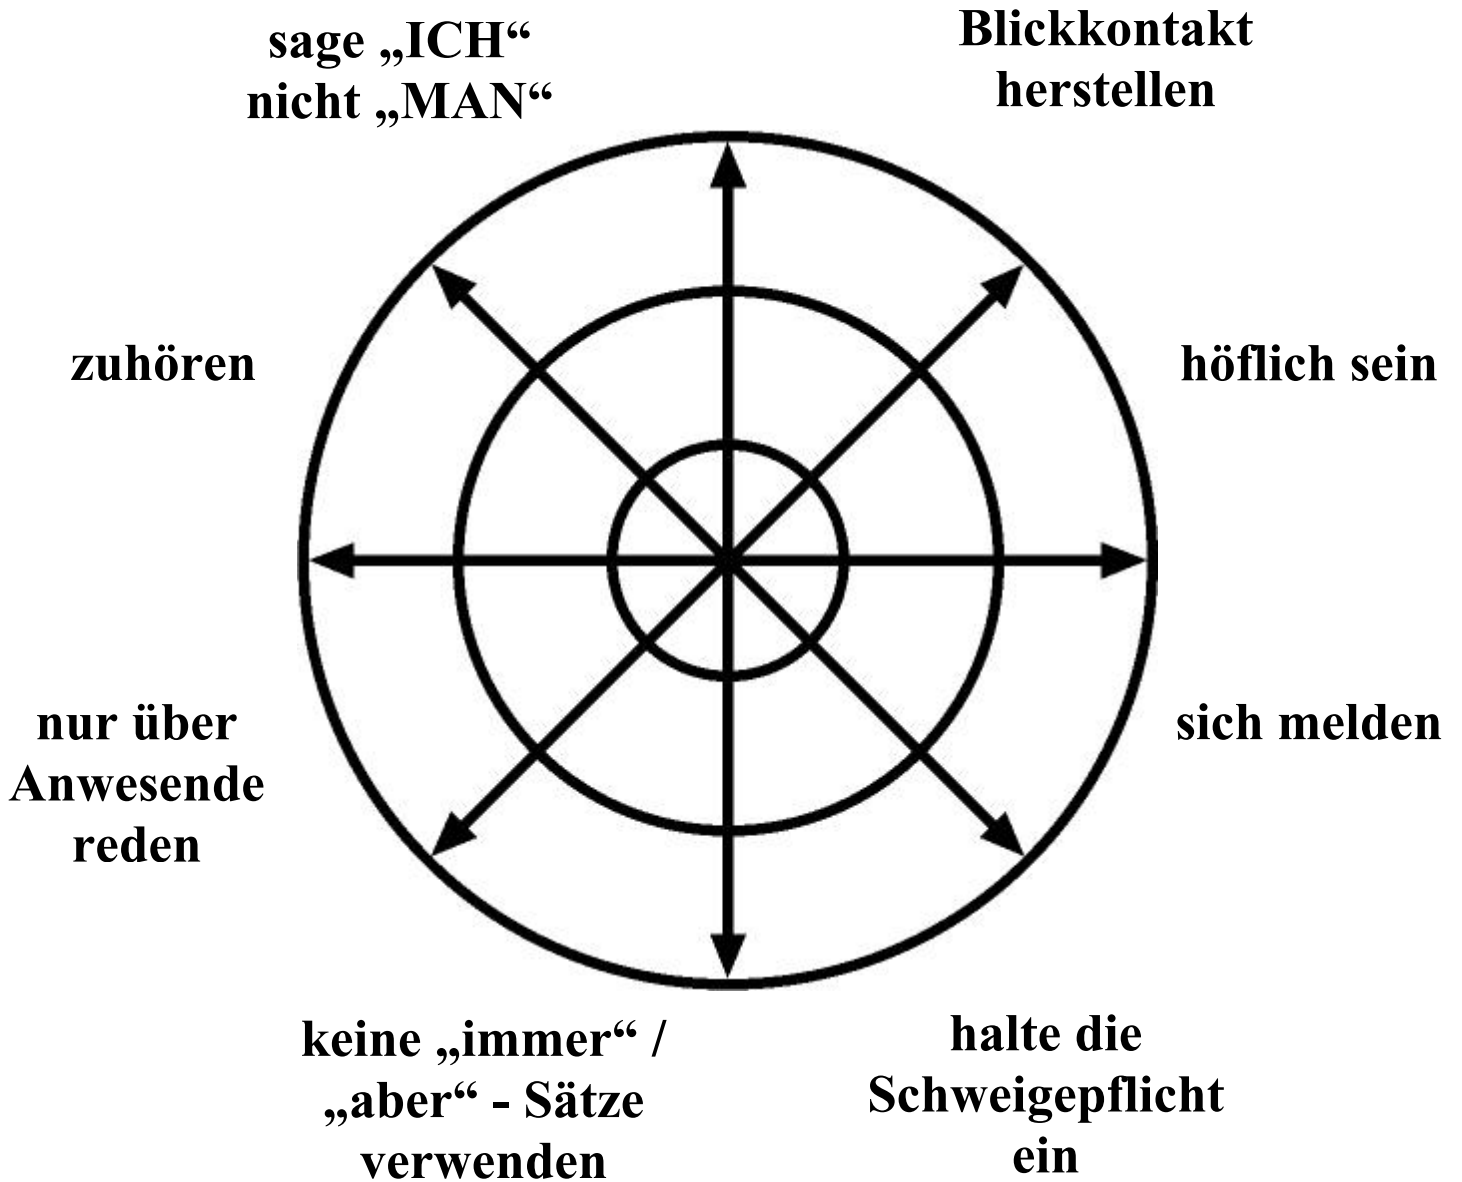 sage „ICH“
nicht „MAN“
Blickkontakt
herstellen
zuhören
höflich sein
nur über
Anwesende
reden
sich melden
keine „immer“ /
„aber“ - Sätze
verwenden
halte die
Schweigepflicht
ein